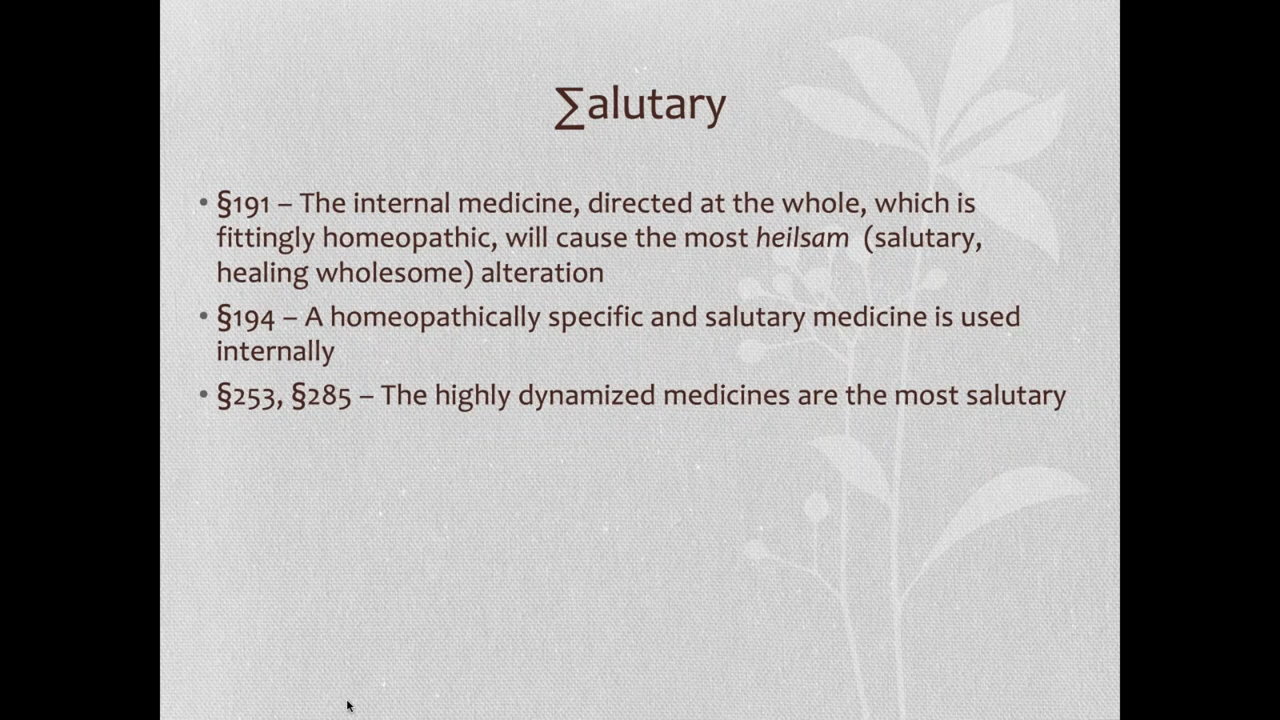 ∑alutary
• §191 – The internal medicine, directed at the whole, which is
fittingly homeopathic, will cause the most heilsam (salutary,
healing wholesome) alteration
• §194 – A homeopathically specific and salutary medicine is used
internally
• §253, §285 – The highly dynamized medicines are the most salutary